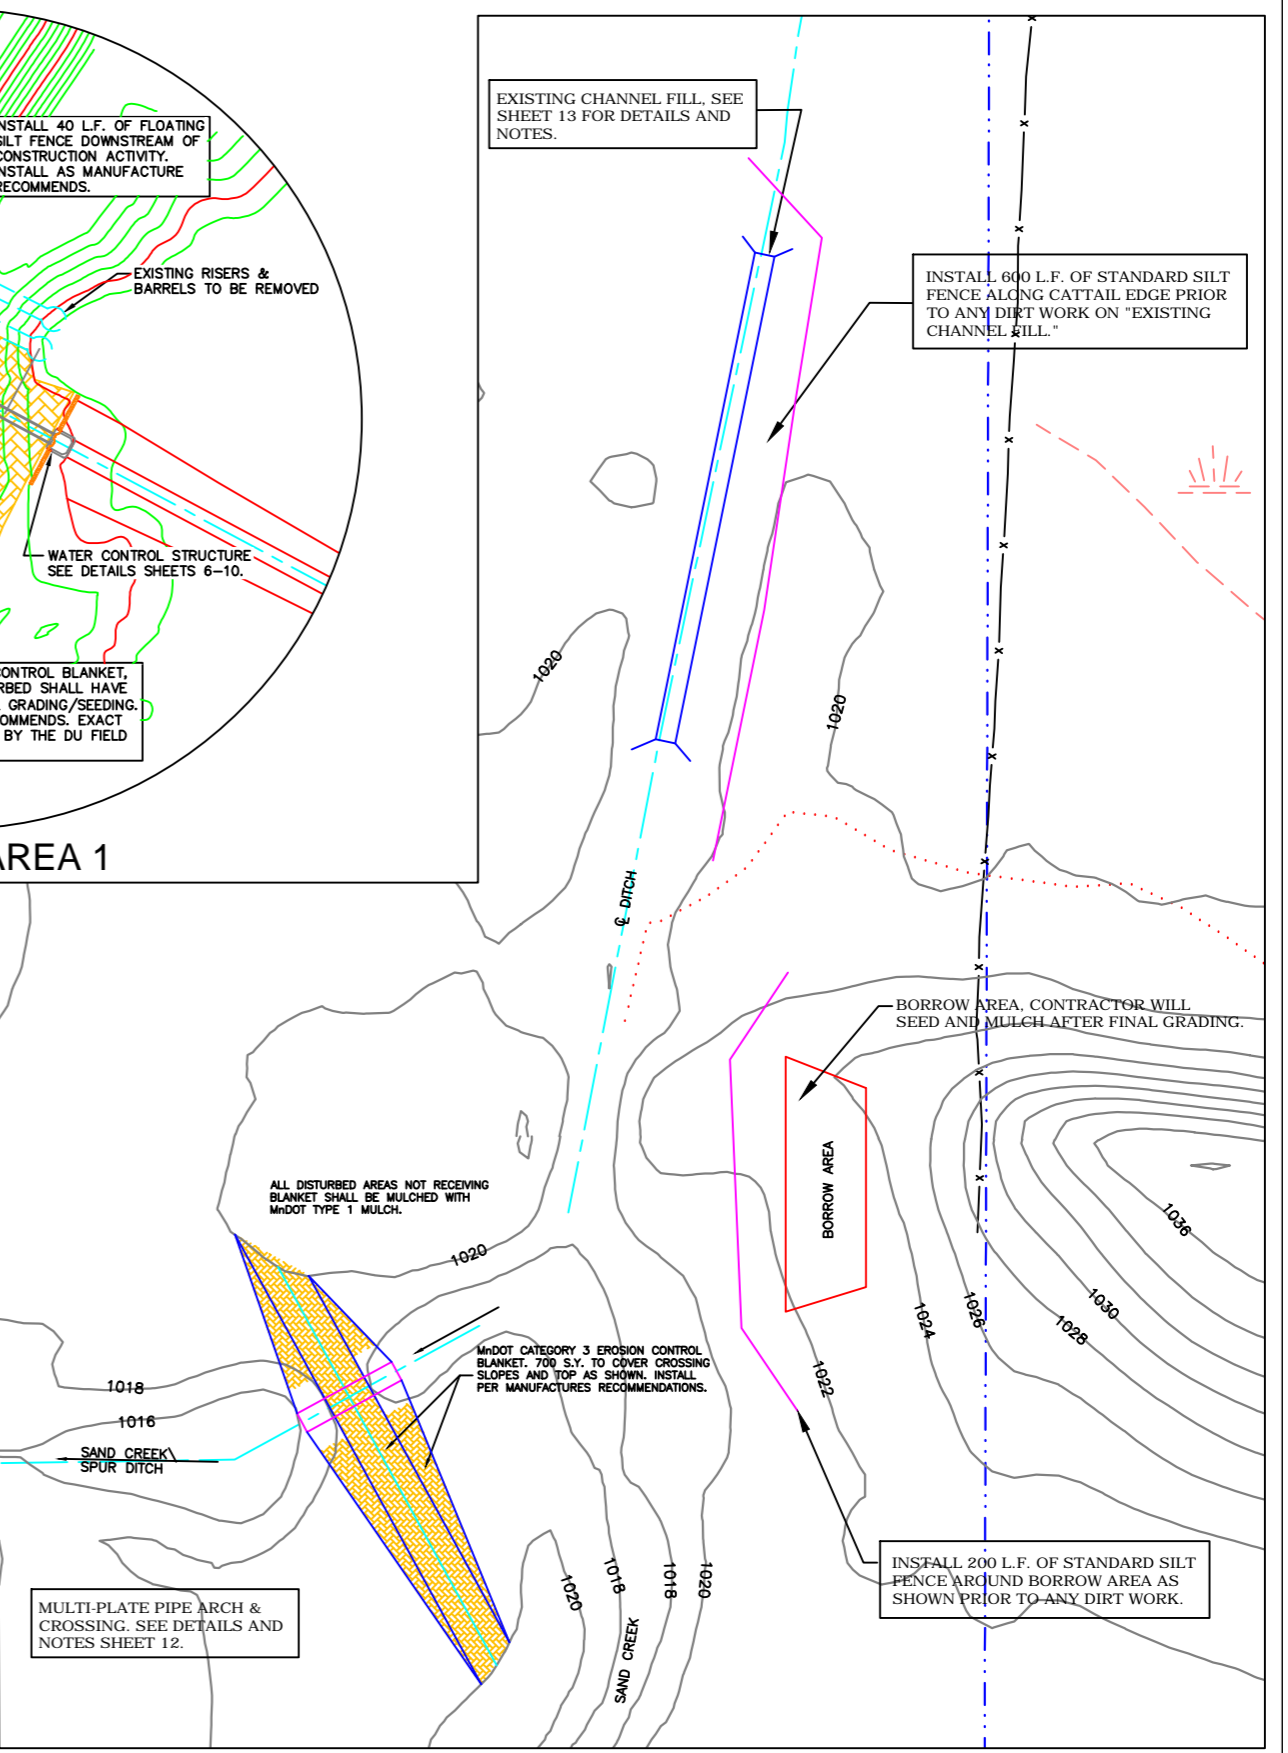 NSTALL 40 L.F. OF FLOATING
SILT FENCE DOWNSTREAM OF
CONSTRUCTION ACTIVITY.
NSTALL AS MANUFACTURE
RECOMMENDS.
EXISTING RISERS &
BARRELS TO BE REMOVED
WATER CONTROL STRUCTURE
SEE DETAILS SHEETS 6-10.
CONTROL BLANKET,
RBED SHALL HAVE
GRADING/SEEDING.
OMMENDS. EXACT
BY THE DU FIELD
AREA 1
EXISTING CHANNEL FILL, SEE
SHEET 13 FOR DETAILS AND
NOTES.
INSTALL 600 L.F. OF STANDARD SILT
FENCE ALONG CATTAIL EDGE PRIOR
TO ANY DIRT WORK ON "EXISTING
CHANNEL FILL."
1020
1020
℄ DITCH
BORROW AREA, CONTRACTOR WILL
SEED AND MULCH AFTER FINAL GRADING.
BORROW AREA
ALL DISTURBED AREAS NOT RECEIVING
BLANKET SHALL BE MULCHED WITH
MnDOT TYPE 1 MULCH.
1020
1036
1030
1028
1026
1024
1022
MnDOT CATEGORY 3 EROSION CONTROL
BLANKET. 700 S.Y. TO COVER CROSSING
SLOPES AND TOP AS SHOWN. INSTALL
PER MANUFACTURES RECOMMENDATIONS.
1018
1016
SAND CREEK\
SPUR DITCH
1020
1018
1018
1020
SAND CREEK
INSTALL 200 L.F. OF STANDARD SILT
FENCE AROUND BORROW AREA AS
SHOWN PRIOR TO ANY DIRT WORK.
MULTI-PLATE PIPE ARCH &
CROSSING. SEE DETAILS AND
NOTES SHEET 12.
x x x x x x x x x x x x